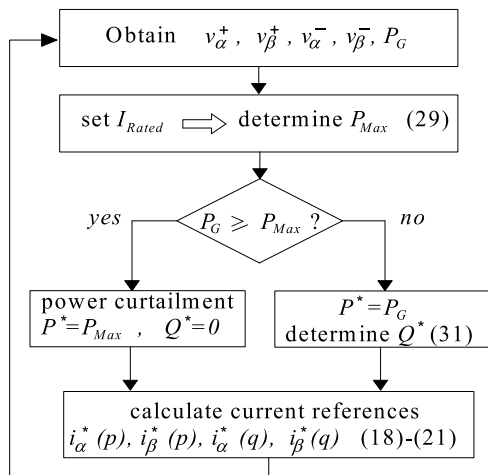 Obtain v_α^+, v_β^+, v_α^-, v_β^-, P_G
set I_Rated ⇨ determine P_Max (29)
P_G ⩾ P_Max ?
yes
no
power curtailment
P^*=P_Max , Q^*=0
P^*=P_G
determine Q^* (31)
calculate current references
i_α^*(p), i_β^*(p), i_α^*(q), i_β^*(q) (18)-(21)